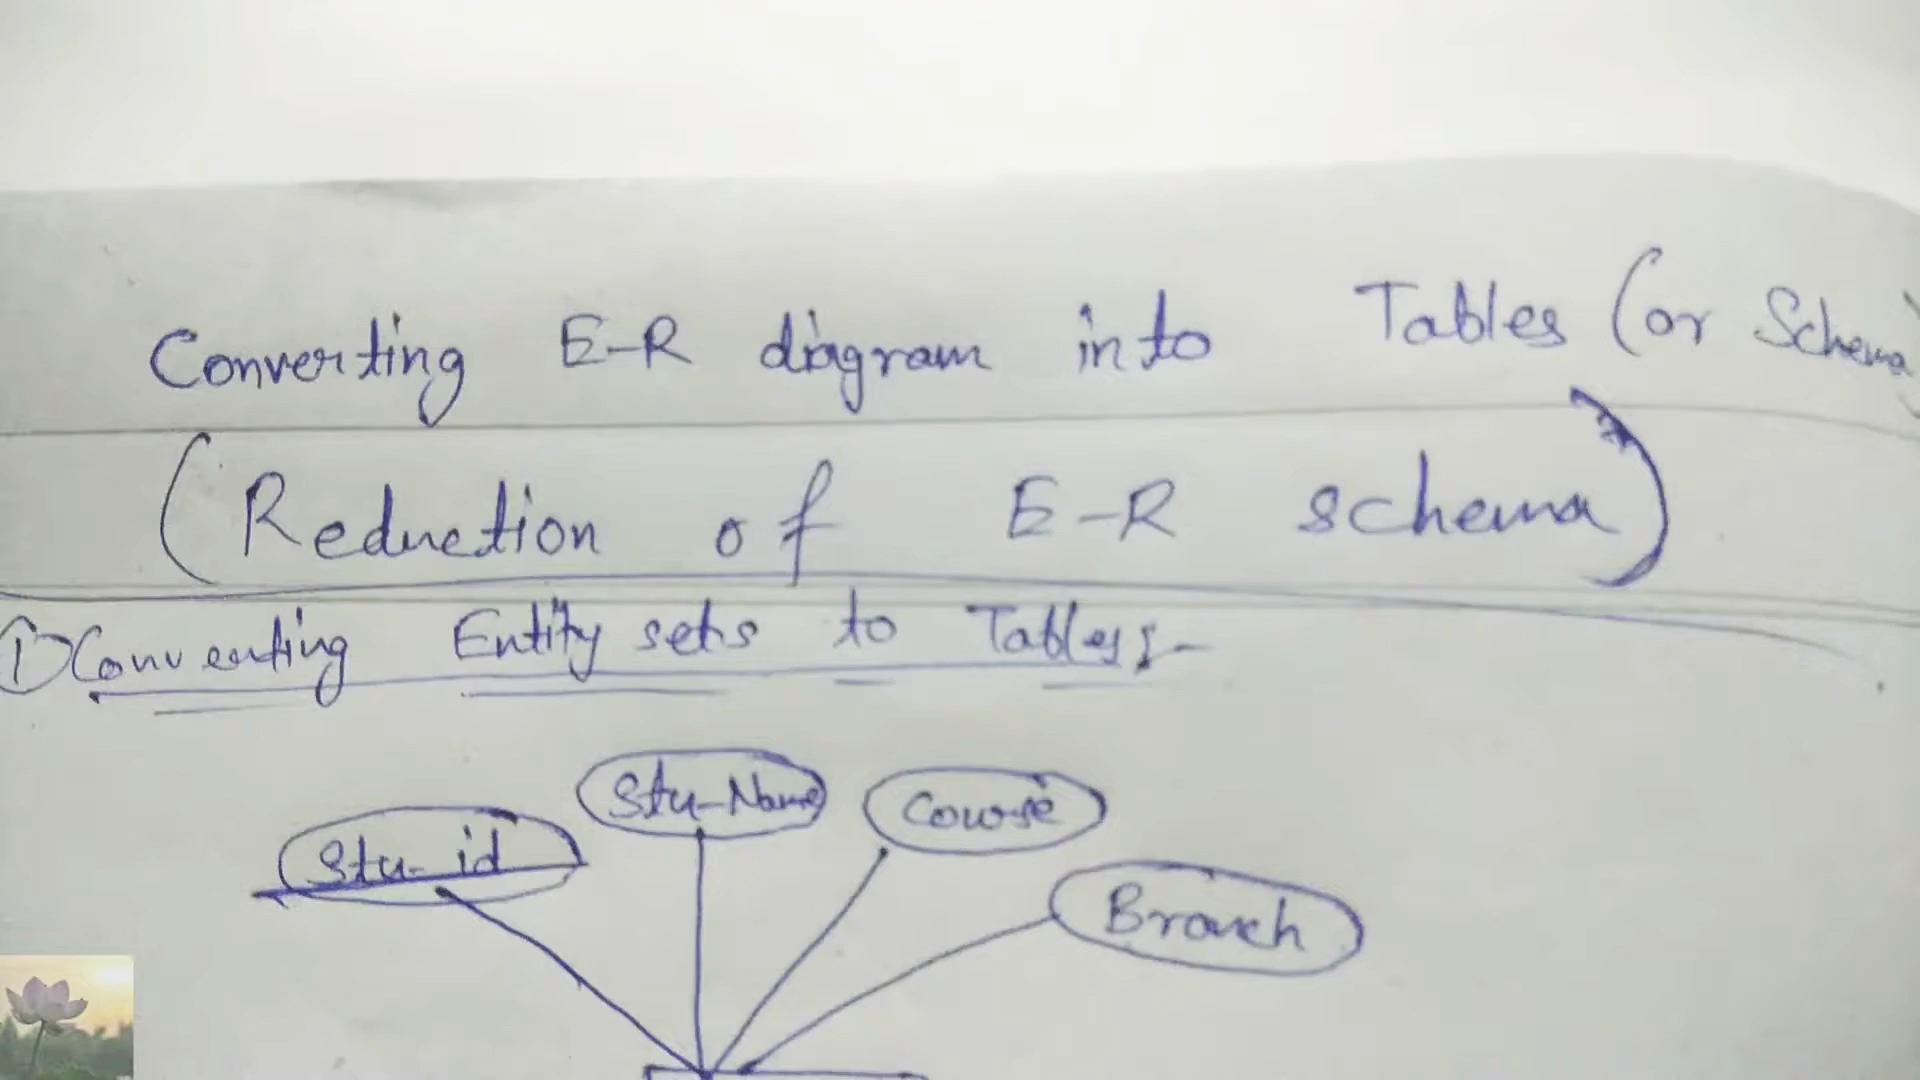 Converting E-R diagram into Tables (or Schema)
(Reduction of E-R schema)
1) Converting Entity sets to Tables:-
Stu-id
Stu-Name
Course
Branch